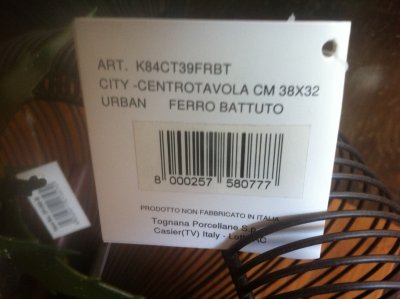 ART. K84CT39FRBT
CITY -CENTROTAVOLA CM 38X32
URBAN FERRO BATTUTO
8 000257 580777
PRODOTTO NON FABBRICATO IN ITALIA
Tognana Porcellane S.p.
Casier(TV) Italy -